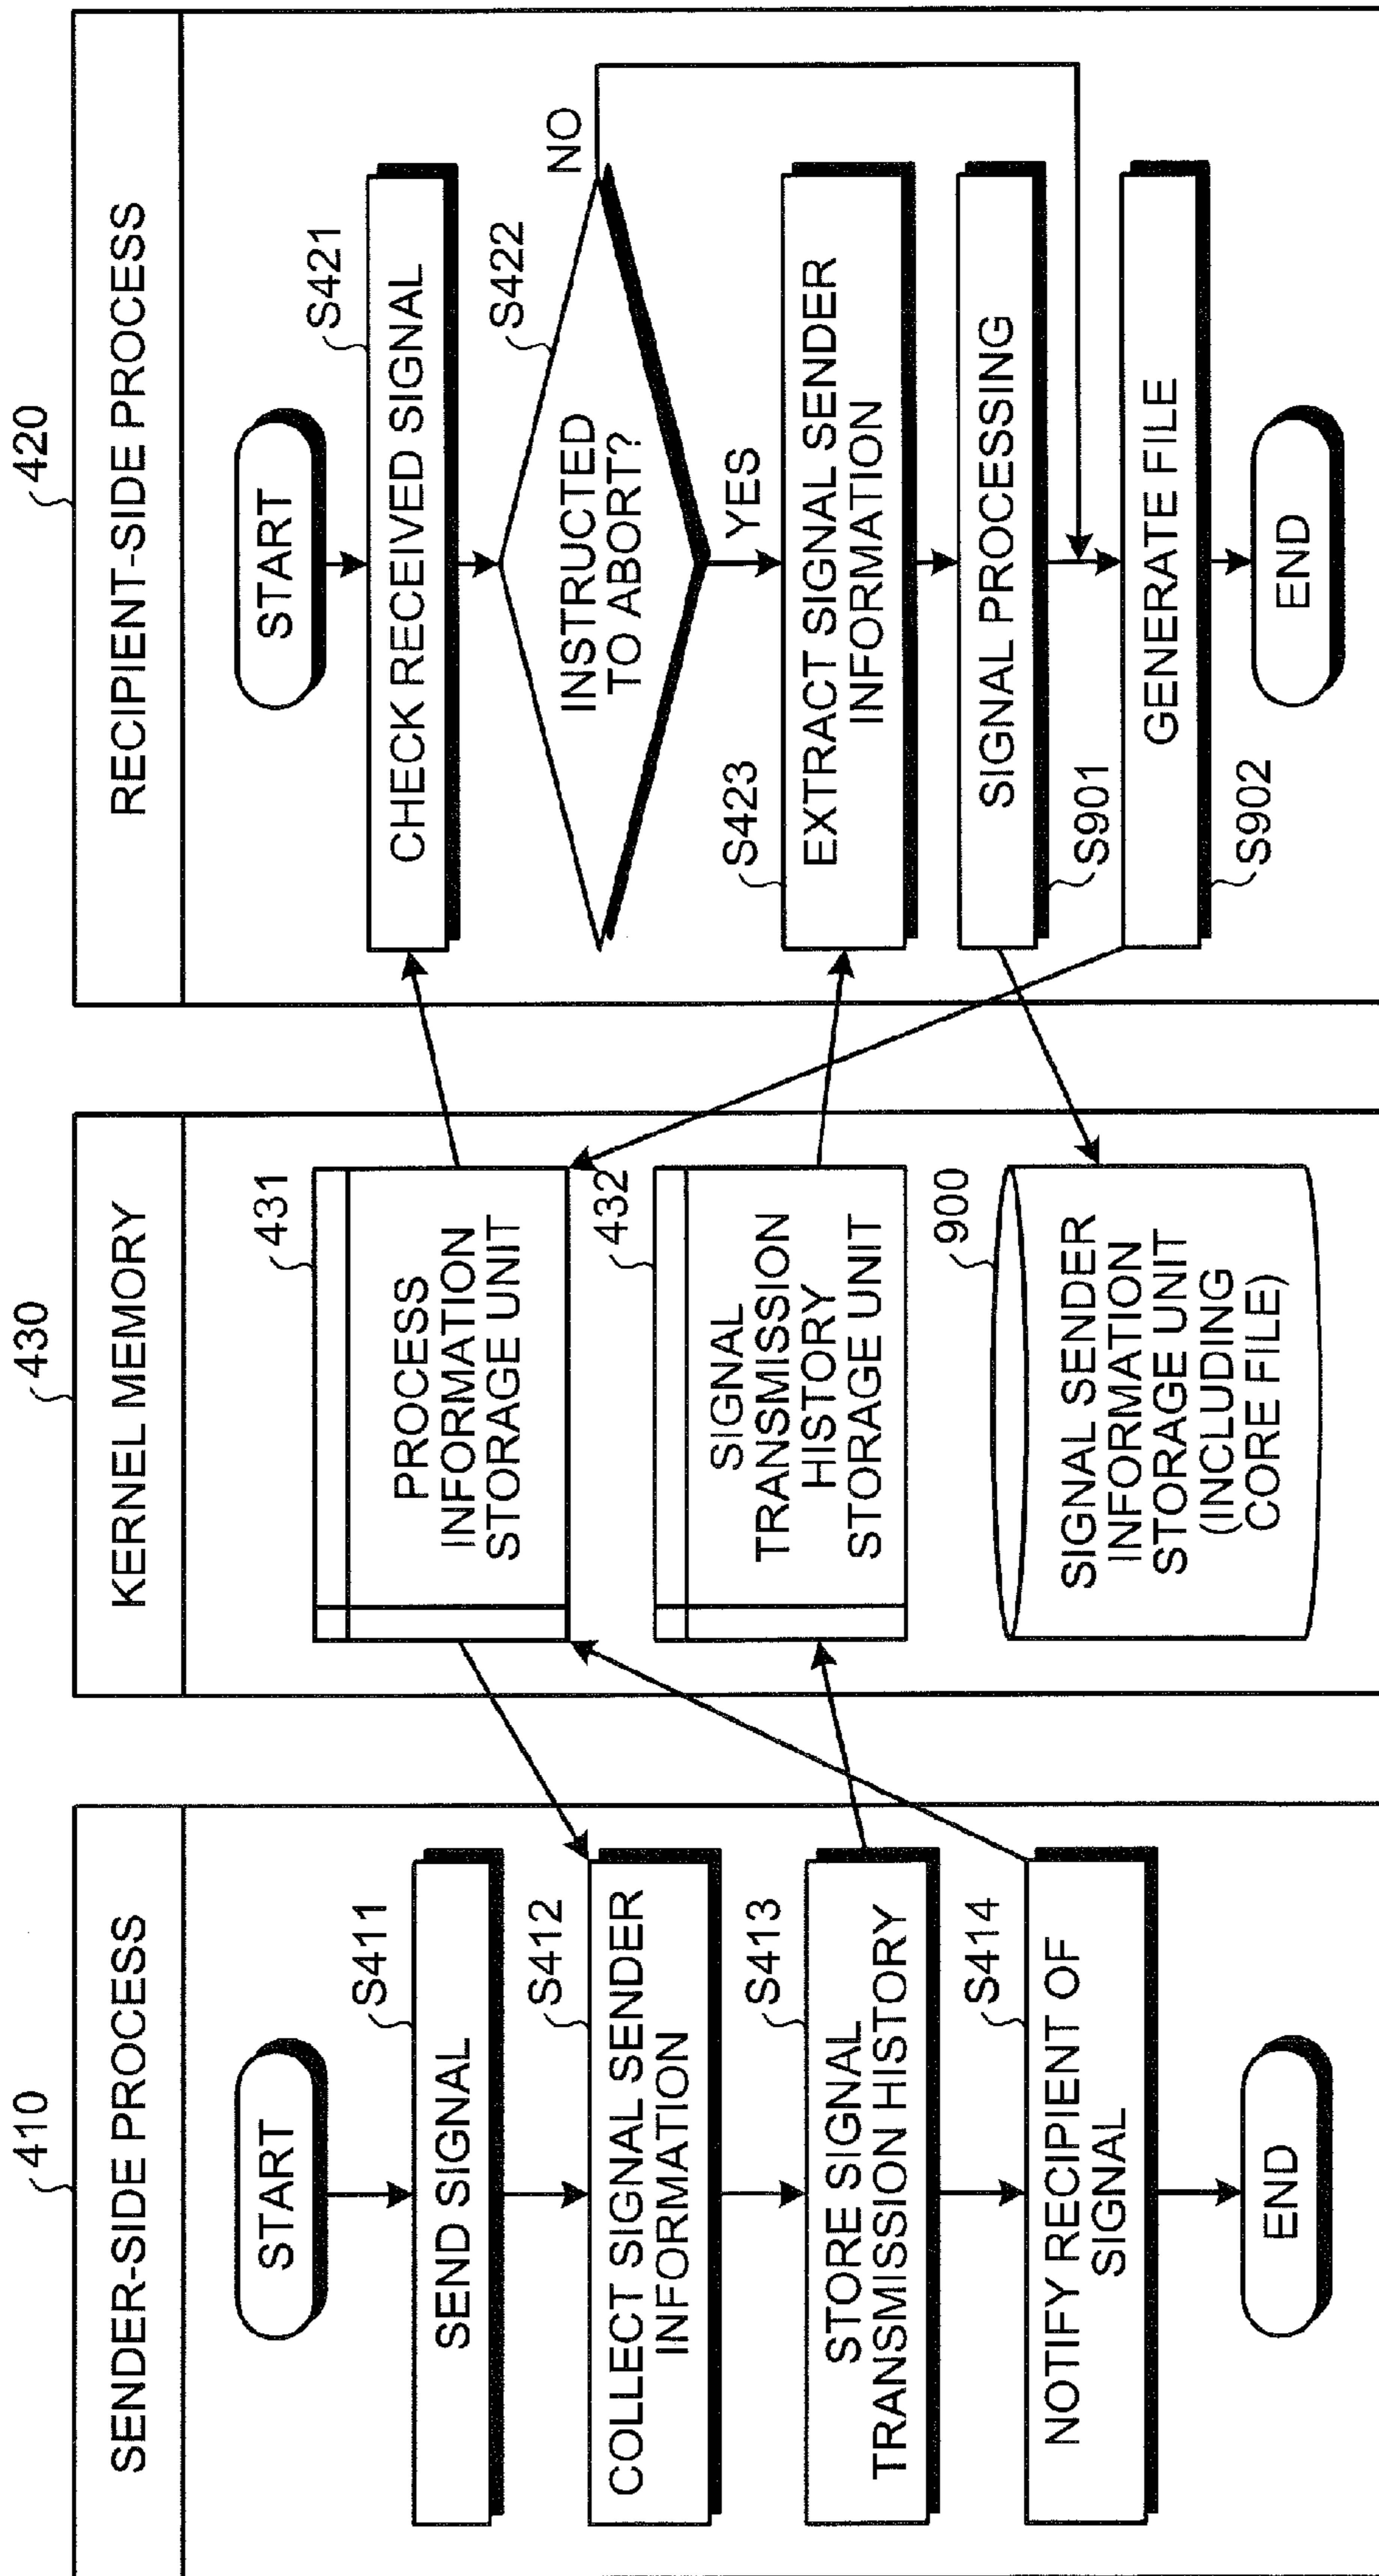 410
SENDER-SIDE PROCESS
START
S411
SEND SIGNAL
S412
COLLECT SIGNAL SENDER
INFORMATION
S413
STORE SIGNAL
TRANSMISSION HISTORY
S414
NOTIFY RECIPIENT OF
SIGNAL
END
430
KERNEL MEMORY
431
PROCESS
INFORMATION
STORAGE UNIT
432
SIGNAL
TRANSMISSION
HISTORY
STORAGE UNIT
900
SIGNAL SENDER
INFORMATION
STORAGE UNIT
(INCLUDING
CORE FILE)
420
RECIPIENT-SIDE PROCESS
START
S421
CHECK RECEIVED SIGNAL
S422
INSTRUCTED
TO ABORT?
NO
YES
S423
EXTRACT SIGNAL SENDER
INFORMATION
SIGNAL PROCESSING
S901
GENERATE FILE
S902
END